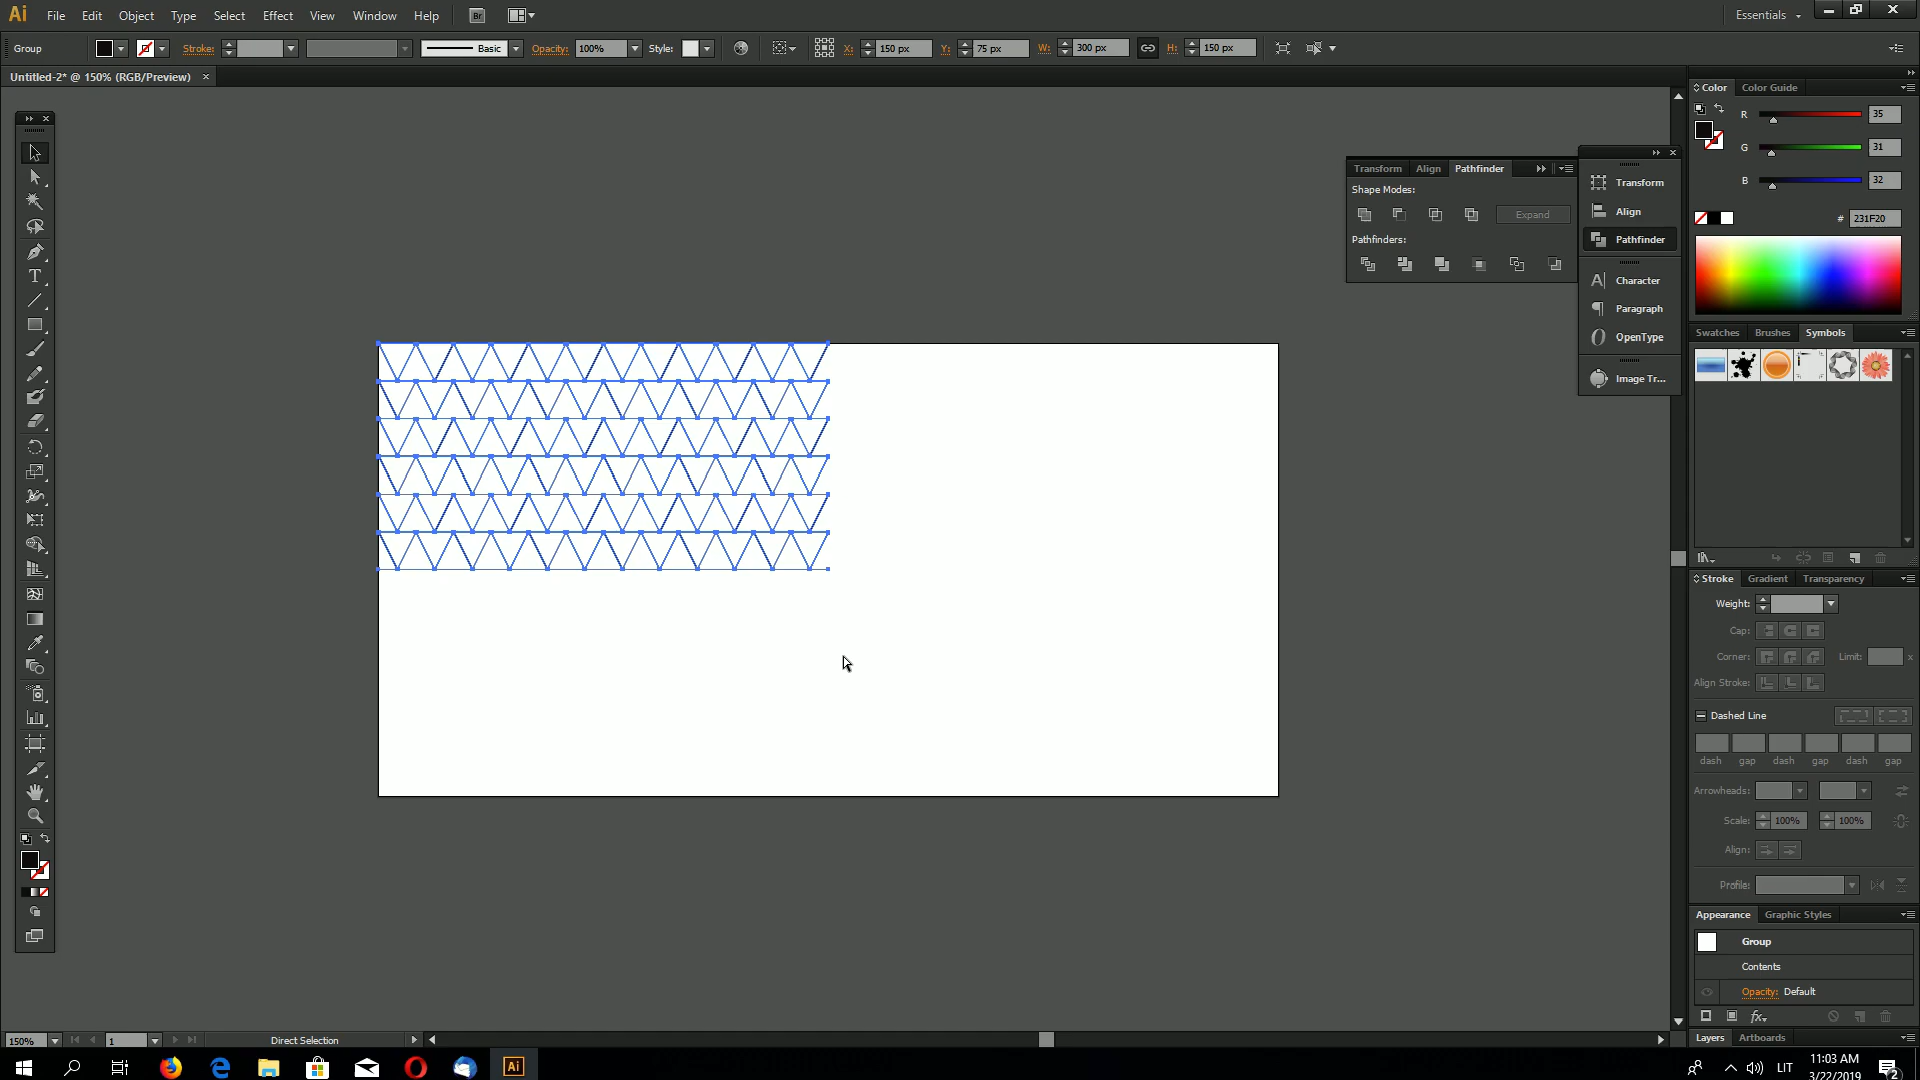 Ai File Edit Object Type Select Effect View Window Help Br Essentials
Group Stroke: Basic Opacity: 100% Style: X: 150 px Y: 75 px W: 300 px H: 150 px
Untitled-2* @ 150% (RGB/Preview)
Color Color Guide
R 35
G 31
B 32
# 231F20
Transform Align Pathfinder
Shape Modes:
Expand
Pathfinders:
Transform
Align
Pathfinder
Character
Paragraph
OpenType
Image Tr...
Swatches Brushes Symbols
Stroke Gradient Transparency
Weight:
Cap:
Corner: Limit: x
Align Stroke:
Dashed Line
dash gap dash gap dash gap
Arrowheads:
Scale: 100% 100%
Align:
Profile:
Appearance Graphic Styles
Group
Contents
Opacity: Default
fx
Layers Artboards
150% 1 Direct Selection
Ai LIT 11:03 AM
3/22/2019 2